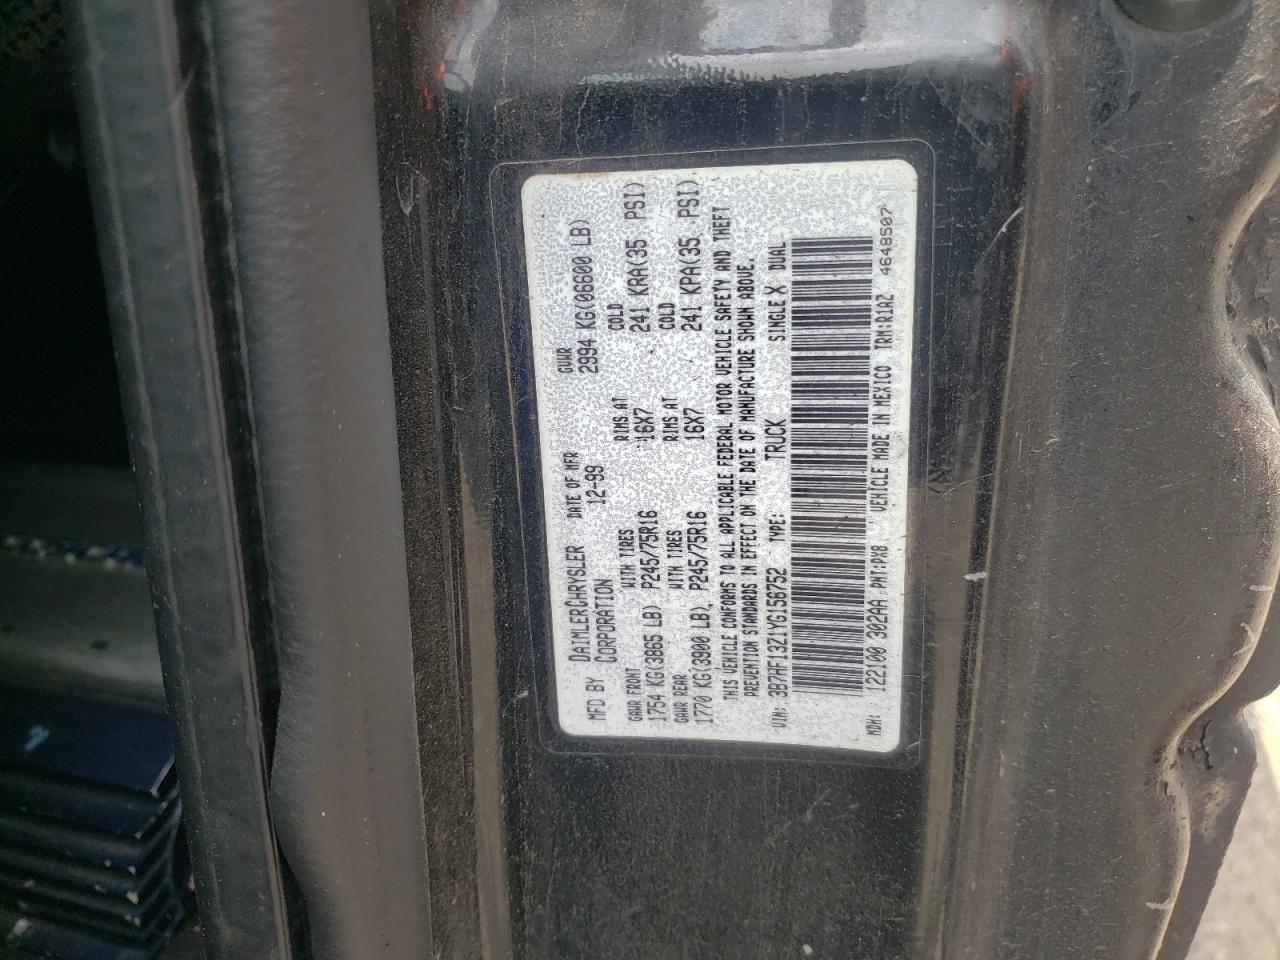 MFD BY DAIMLERCHRYSLER CORPORATION DATE OF MFR 12-99 GVWR 2994 KG(06600 LB)
GAWR FRONT WITH TIRES RIMS AT COLD
1754 KG(3865 LB) P245/75R16 16X7 241 KPA(35 PSI)
GAWR REAR WITH TIRES RIMS AT COLD
1770 KG(3900 LB) P245/75R16 16X7 241 KPA(35 PSI)
THIS VEHICLE CONFORMS TO ALL APPLICABLE FEDERAL MOTOR VEHICLE SAFETY AND THEFT
PREVENTION STANDARDS IN EFFECT ON THE DATE OF MANUFACTURE SHOWN ABOVE.
VIN: 3B7HF13Z1YG156752 TYPE: TRUCK SINGLE X DUAL
MDH: 122100 302AA PNT:PX8 VEHICLE MADE IN MEXICO TRM:R1AZ 4648507